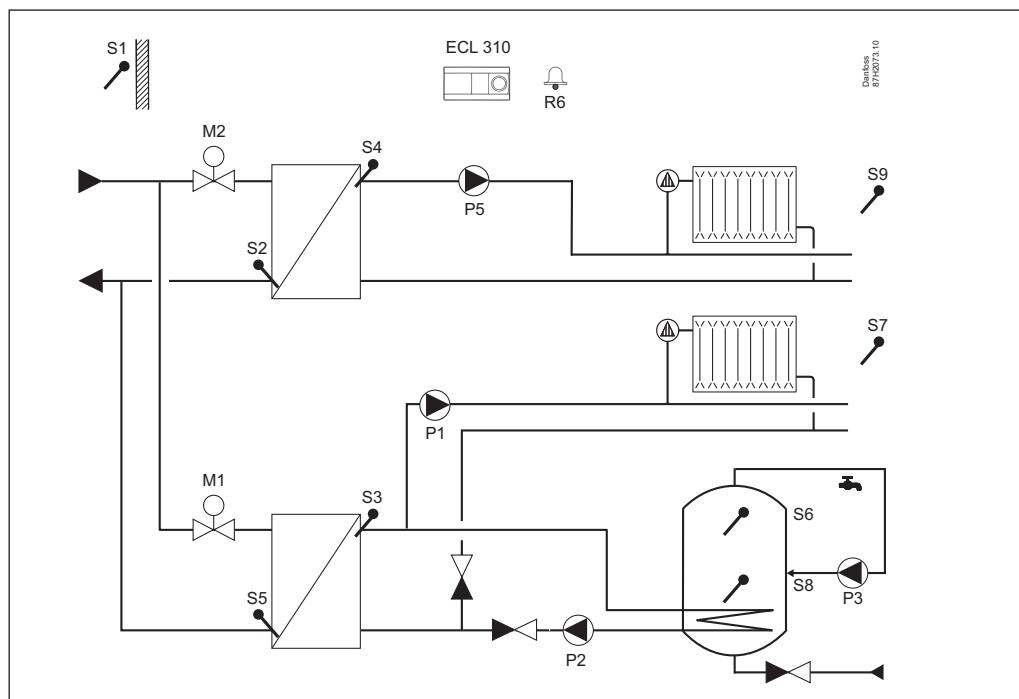 S1
ECL 310
R6
Danfoss
87H2073.10
M2
S4
P5
S9
S2
S7
P1
M1
S3
S6
S5
S8
P3
P2